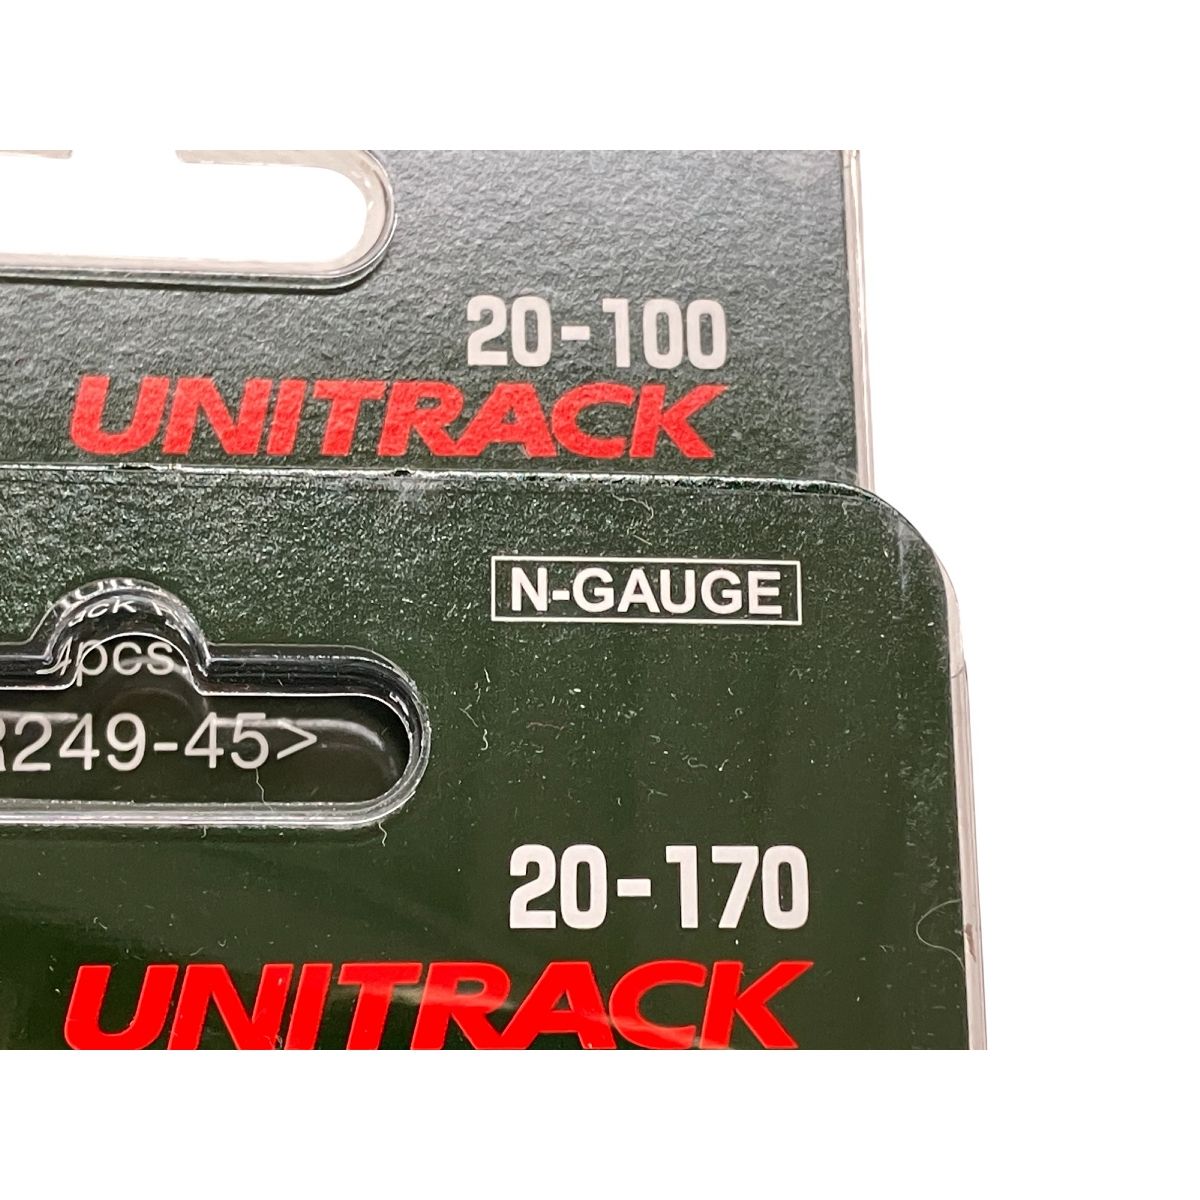 20-100
UNITRACK
N-GAUGE
4pcs
R249-45>
20-170
UNITRACK